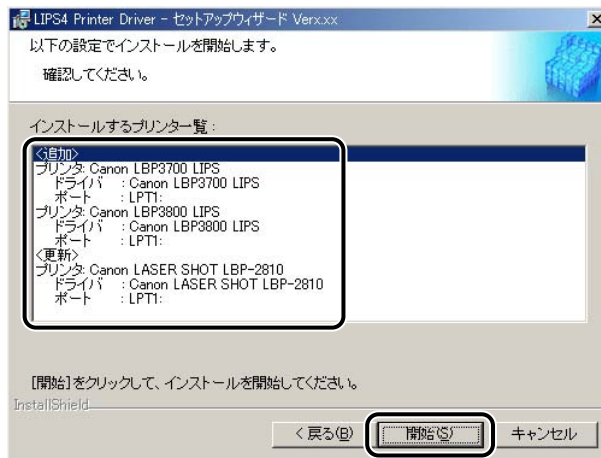 LIPS4 Printer Driver - セットアップウィザード Verx.xx
以下の設定でインストールを開始します。
確認してください。
インストールするプリンター覧:
<追加>
プリンタ: Canon LBP3700 LIPS
ドライバ : Canon LBP3700 LIPS
ポート : LPT1:
プリンタ: Canon LBP3800 LIPS
ドライバ : Canon LBP3800 LIPS
ポート : LPT1:
<更新>
プリンタ: Canon LASER SHOT LBP-2810
ドライバ : Canon LASER SHOT LBP-2810
ポート : LPT1:
[開始]をクリックして、インストールを開始してください。
InstallShield
< 戻る(B) 開始(S) キャンセル